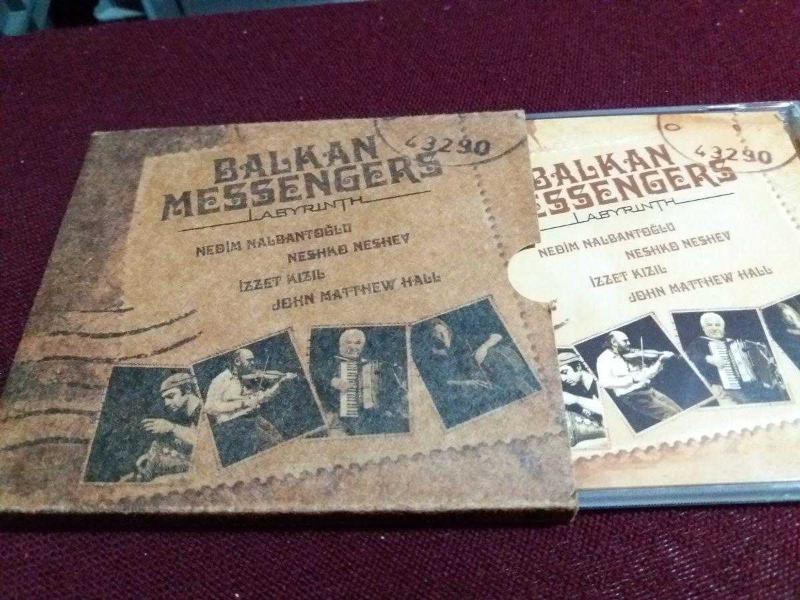 43290
BALKAN
MESSENGERS
LABYRINTH
NEDİM NALBANTOĞLU
NESHKO NESHEV
İZZET KIZIL
JOHN MATTHEW HALL
43290
BALKAN
ESSENGERS
LABYRINTH
NEDİM NALBANTOĞLU
NESHKO NESHEV
İZZET KIZIL
JOHN MATTHEW HALL